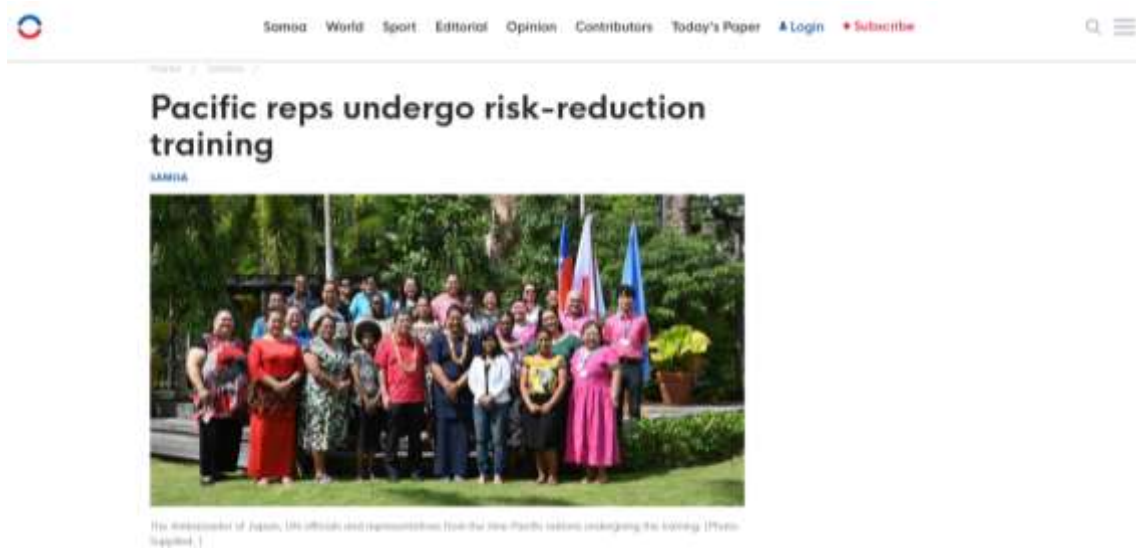 Samoa World Sport Editorial Opinion Contributors Today's Paper Login Subscribe
Pacific reps undergo risk-reduction
training
SAMOA
The Ambassador of Japan, UN officials and representatives from the nine Pacific nations undergoing the training. (Photo:
Supplied.)